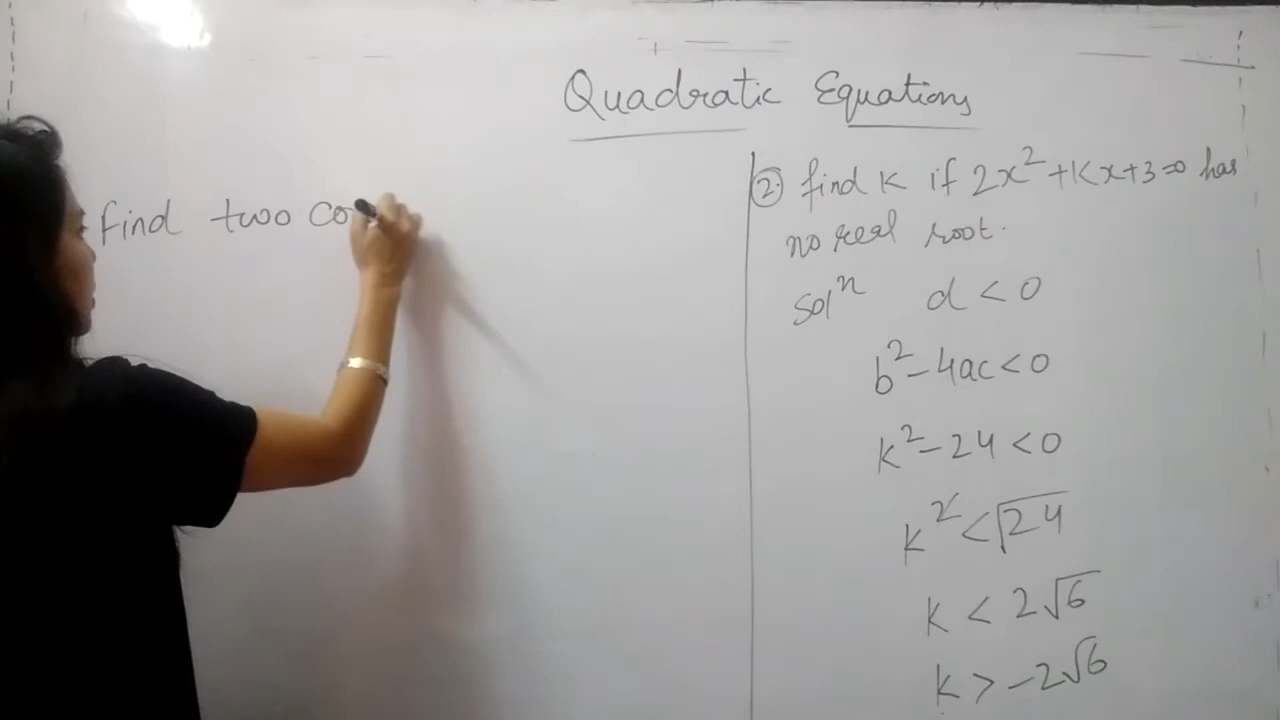 Quadratic Equations
Find two co
② find K if 2x² + Kx + 3 = 0 has
no real root.
Solⁿ d < 0
b² - 4ac < 0
K² - 24 < 0
K² < √24
K < 2√6
K > -2√6